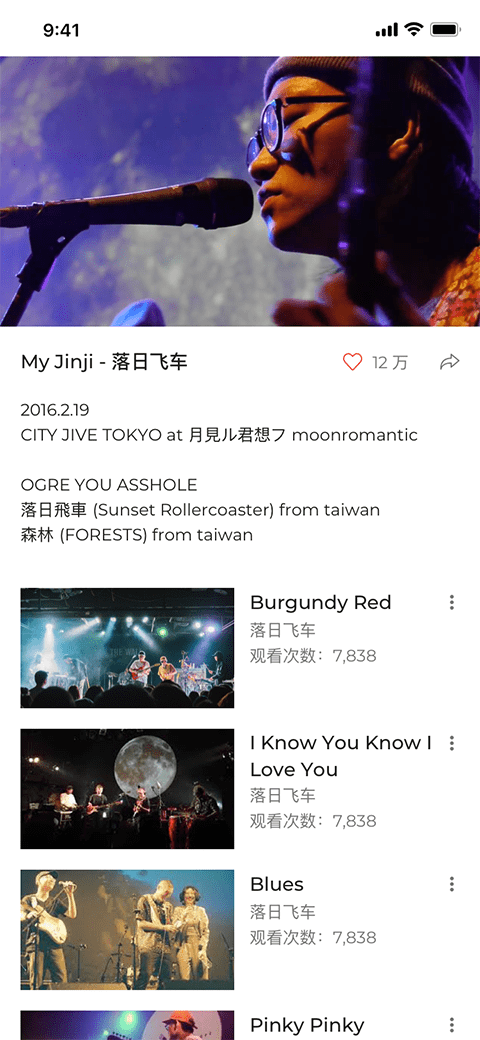 9:41
My Jinji - 落日飞车
12 万
2016.2.19
CITY JIVE TOKYO at 月見ル君想フ moonromantic
OGRE YOU ASSHOLE
落日飛車 (Sunset Rollercoaster) from taiwan
森林 (FORESTS) from taiwan
Burgundy Red
落日飞车
观看次数：7,838
I Know You Know I
Love You
落日飞车
观看次数：7,838
Blues
落日飞车
观看次数：7,838
Pinky Pinky